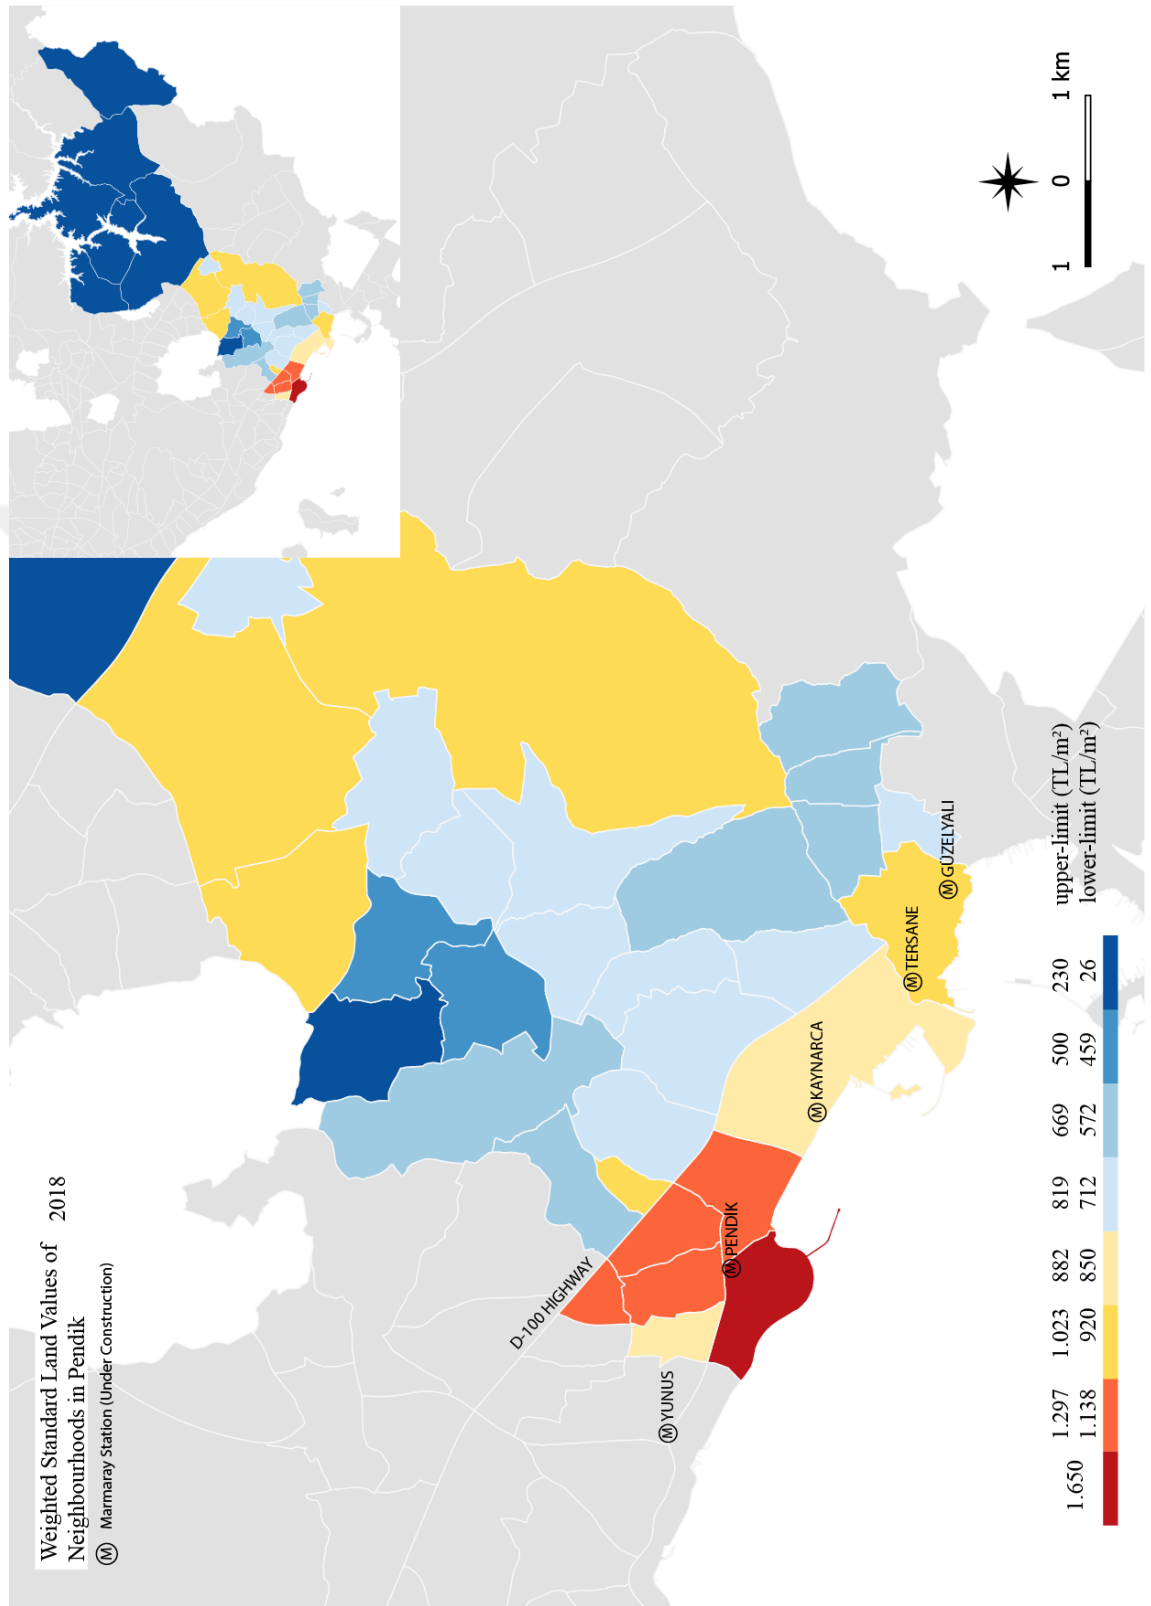 Weighted Standard Land Values of 2018
Neighbourhoods in Pendik
M Marmaray Station (Under Construction)
D-100 HIGHWAY
M YUNUS
M PENDIK
M KAYNARCA
M TERSANE
M GÜZELYALI
1 0 1 km
1.650 1.297 1.023 882 819 669 500 230 upper-limit (TL/m²)
1.138 920 850 712 572 459 26 lower-limit (TL/m²)